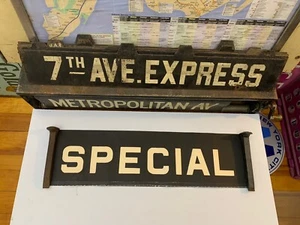 7TH AVE. EXPRESS
METROPOLITAN AV
SPECIAL